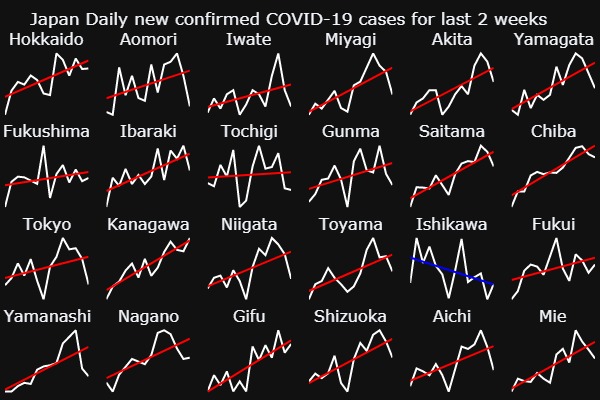 Japan Daily new confirmed COVID-19 cases for last 2 weeks
Hokkaido Aomori Iwate Miyagi Akita Yamagata
Fukushima Ibaraki Tochigi Gunma Saitama Chiba
Tokyo Kanagawa Niigata Toyama Ishikawa Fukui
Yamanashi Nagano Gifu Shizuoka Aichi Mie